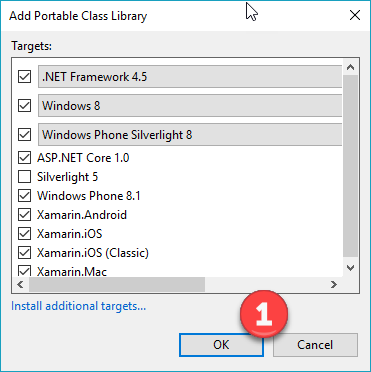 Add Portable Class Library
Targets:
.NET Framework 4.5
Windows 8
Windows Phone Silverlight 8
ASP.NET Core 1.0
Silverlight 5
Windows Phone 8.1
Xamarin.Android
Xamarin.iOS
Xamarin.iOS (Classic)
Xamarin.Mac
Install additional targets...
1
OK Cancel